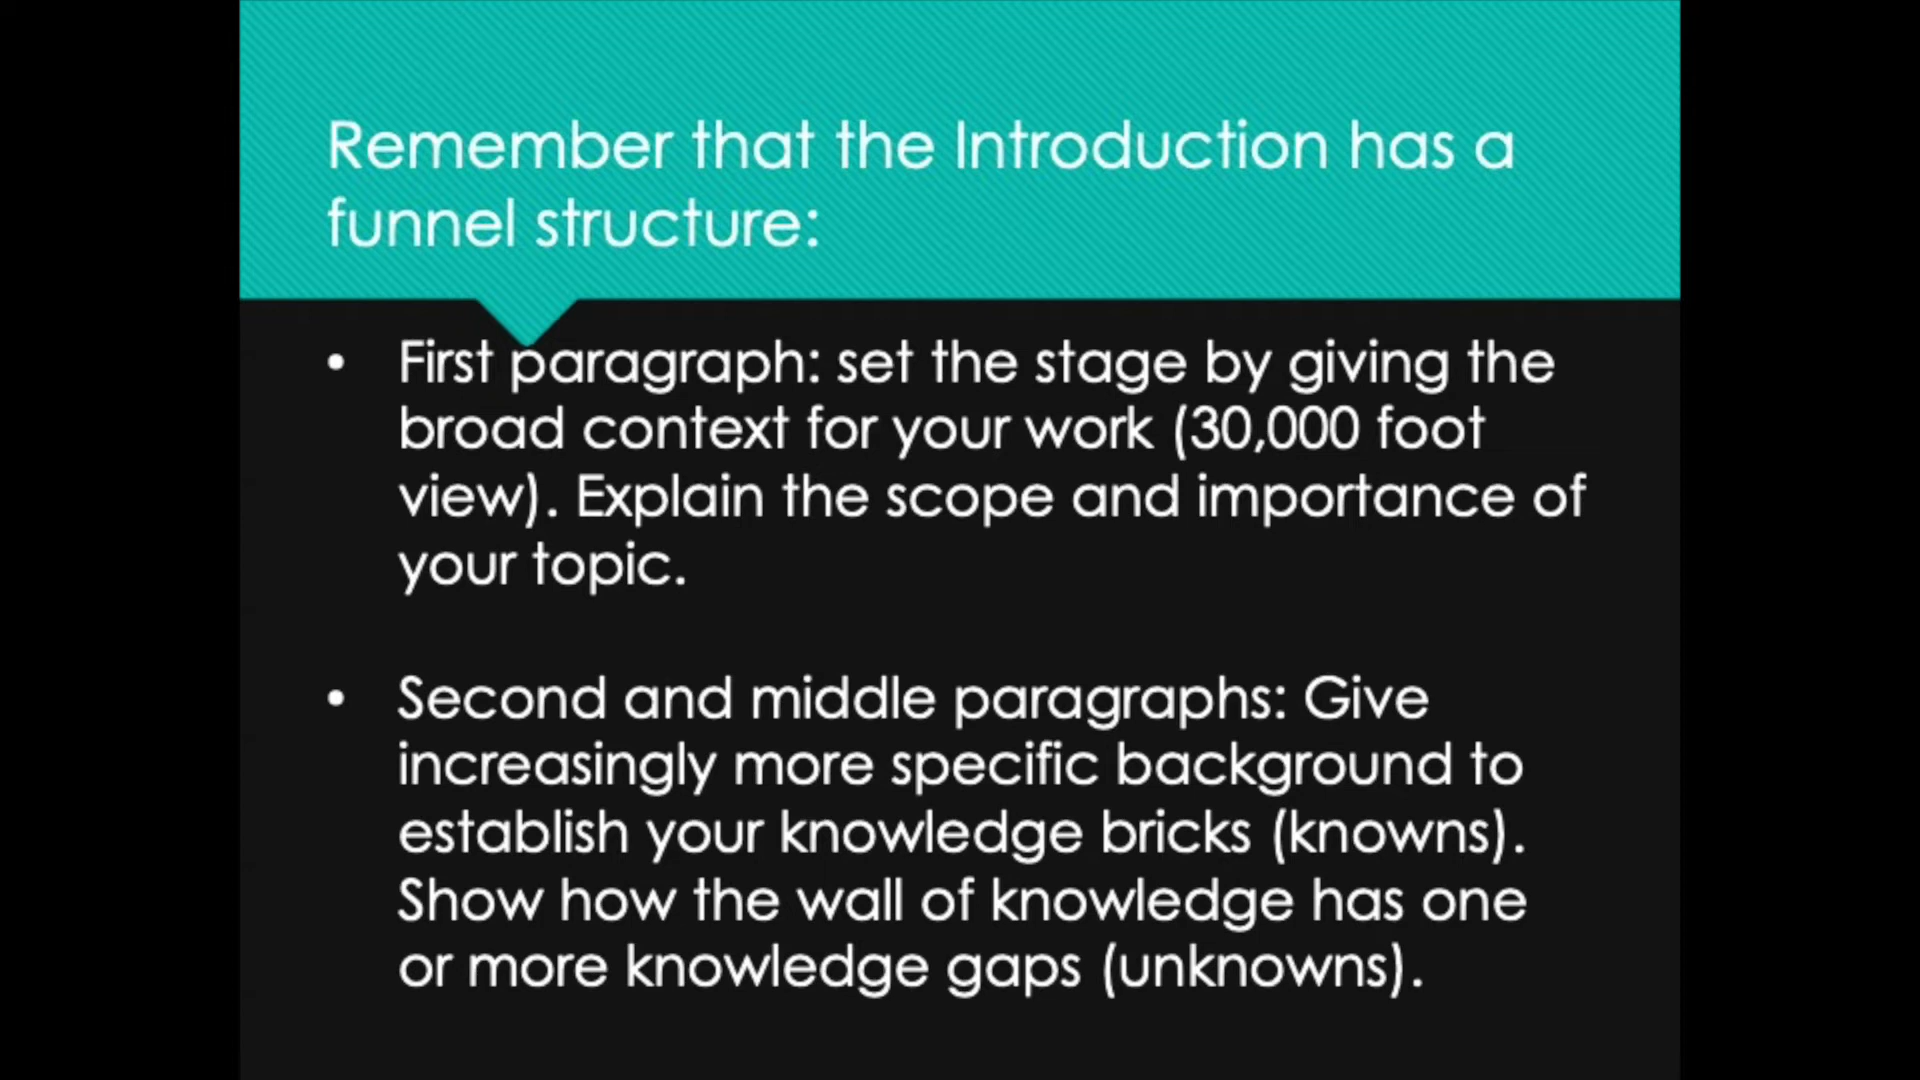 Remember that the Introduction has a
funnel structure:
• First paragraph: set the stage by giving the
broad context for your work (30,000 foot
view). Explain the scope and importance of
your topic.
• Second and middle paragraphs: Give
increasingly more specific background to
establish your knowledge bricks (knowns).
Show how the wall of knowledge has one
or more knowledge gaps (unknowns).